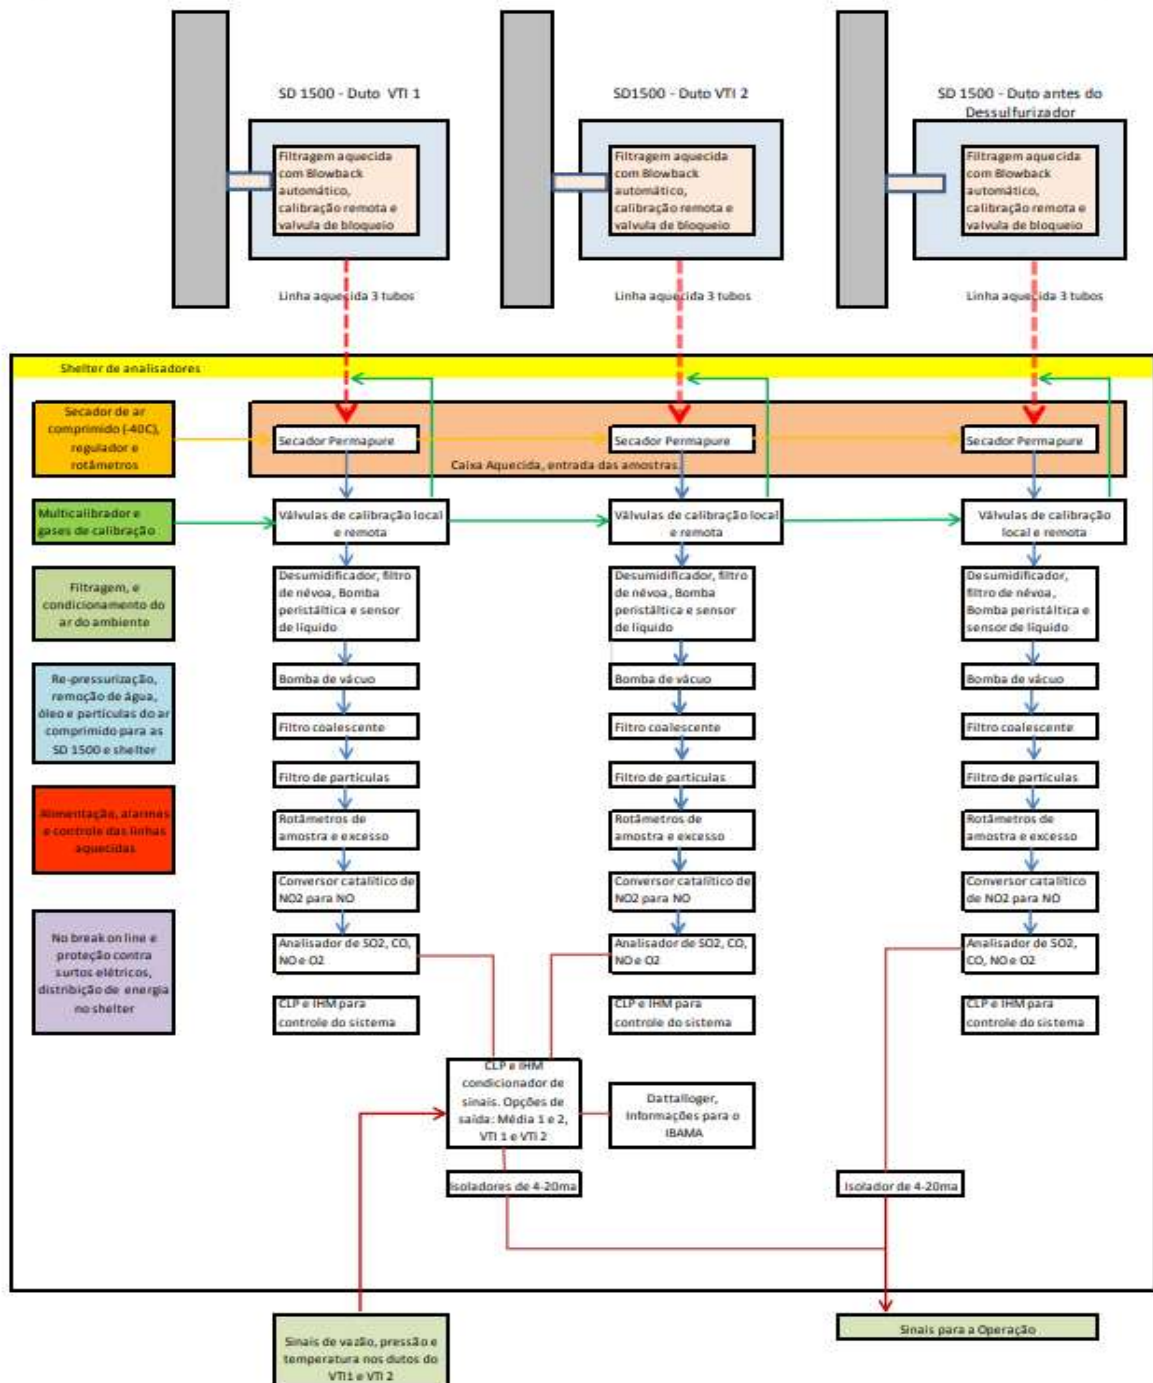 SD 1500 - Duto VTI 1
SD1500 - Duto VTI 2
SD 1500 - Duto antes do
Dessulfurizador
Filtragem aquecida
com Blowback
automático,
calibração remota e
valvula de bloqueio
Filtragem aquecida
com Blowback
automático,
calibração remota e
valvula de bloqueio
Filtragem aquecida
com Blowback
automático,
calibração remota e
valvula de bloqueio
Linha aquecida 3 tubos
Linha aquecida 3 tubos
Linha aquecida 3 tubos
Shelter de analisadores
Secador de ar
comprimido (-40C),
regulador e
rotâmetros
Secador Permapure
Secador Permapure
Secador Permapure
Caixa Aquecida, entrada das amostras.
Multicalibrador e
gases de calibração
Válvulas de calibração local
e remota
Válvulas de calibração local
e remota
Válvulas de calibração
local e remota
Filtragem, e
condicionamento do
ar do ambiente
Desumidificador, filtro
de névoa, Bomba
peristáltica e sensor
de líquido
Desumidificador, filtro
de névoa, Bomba
peristáltica e sensor
de líquido
Desumidificador,
filtro de névoa,
Bomba peristáltica e
sensor de líquido
Re-pressurização,
remoção de água,
óleo e partículas do ar
comprimido para as
SD 1500 e shelter
Bomba de vácuo
Bomba de vácuo
Bomba de vácuo
Filtro coalescente
Filtro coalescente
Filtro coalescente
Filtro de partículas
Filtro de partículas
Filtro de partículas
Alimentação, alarmes
e controle das linhas
aquecidas
Rotâmetros de
amostra e excesso
Rotâmetros de
amostra e excesso
Rotâmetros de
amostra e excesso
Conversor catalítico de
NO2 para NO
Conversor catalítico de
NO2 para NO
Conversor catalítico
de NO2 para NO
No break on line e
proteção contra
surtos elétricos,
distribição de energia
no shelter
Analisador de SO2, CO,
NO e O2
Analisador de SO2, CO,
NO e O2
Analisador de SO2,
CO, NO e O2
CLP e IHM para
controle do sistema
CLP e IHM para
controle do sistema
CLP e IHM para
controle do sistema
CLP e IHM
condicionador de
sinais. Opções de
saída: Média 1 e 2,
VTI 1 e VTI 2
Dattalloger,
Informações para o
IBAMA
Isoladores de 4-20ma
Isolador de 4-20ma
Sinais de vazão, pressão e
temperatura nos dutos do
VTI1 e VTI 2
Sinais para a Operação